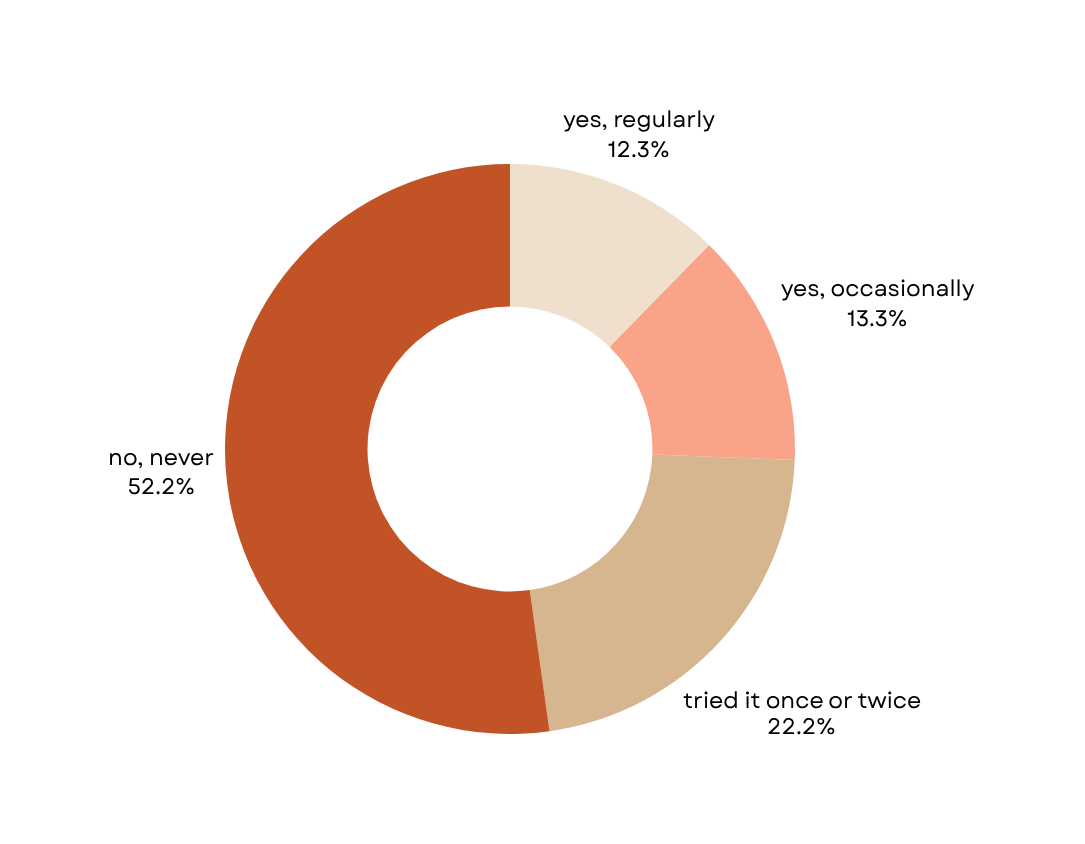 yes, regularly
12.3%
yes, occasionally
13.3%
no, never
52.2%
tried it once or twice
22.2%